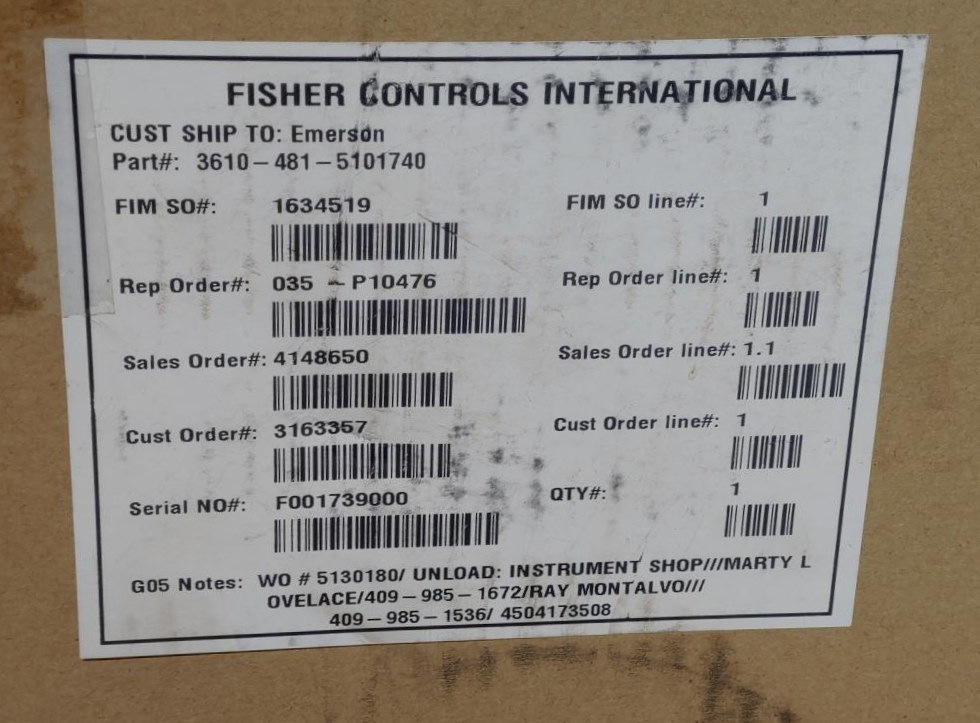 FISHER CONTROLS INTERNATIONAL
CUST SHIP TO: Emerson
Part#: 3610-481-5101740
FIM SO#: 1634519 FIM SO line#: 1
Rep Order#: 035 - P10476 Rep Order line#: 1
Sales Order#: 4148650 Sales Order line#: 1.1
Cust Order#: 3163357 Cust Order line#: 1
Serial NO#: F001739000 QTY#: 1
G05 Notes: WO # 5130180/ UNLOAD: INSTRUMENT SHOP///MARTY L
OVELACE/409-985-1672/RAY MONTALVO///
409-985-1536/ 4504173508